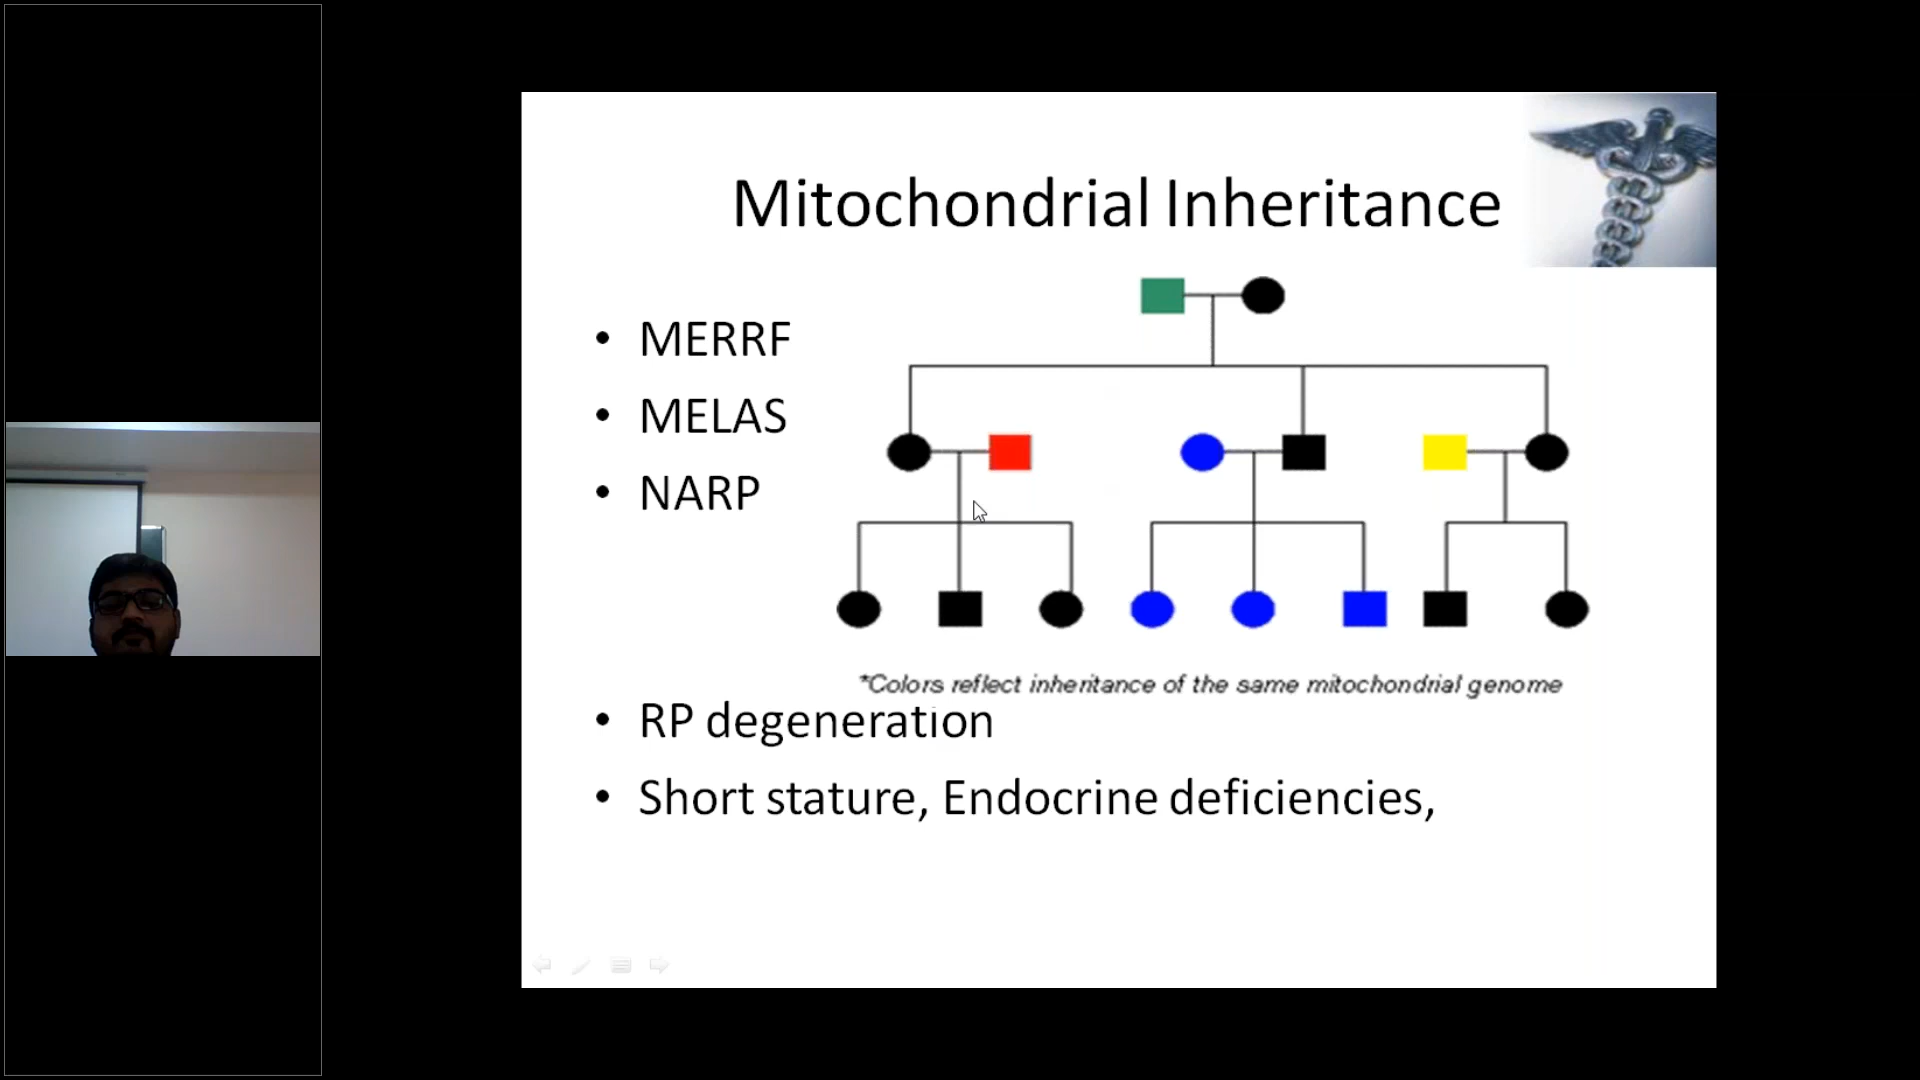 Mitochondrial Inheritance
• MERRF
• MELAS
• NARP
*Colors reflect inheritance of the same mitochondrial genome
• RP degeneration
• Short stature, Endocrine deficiencies,